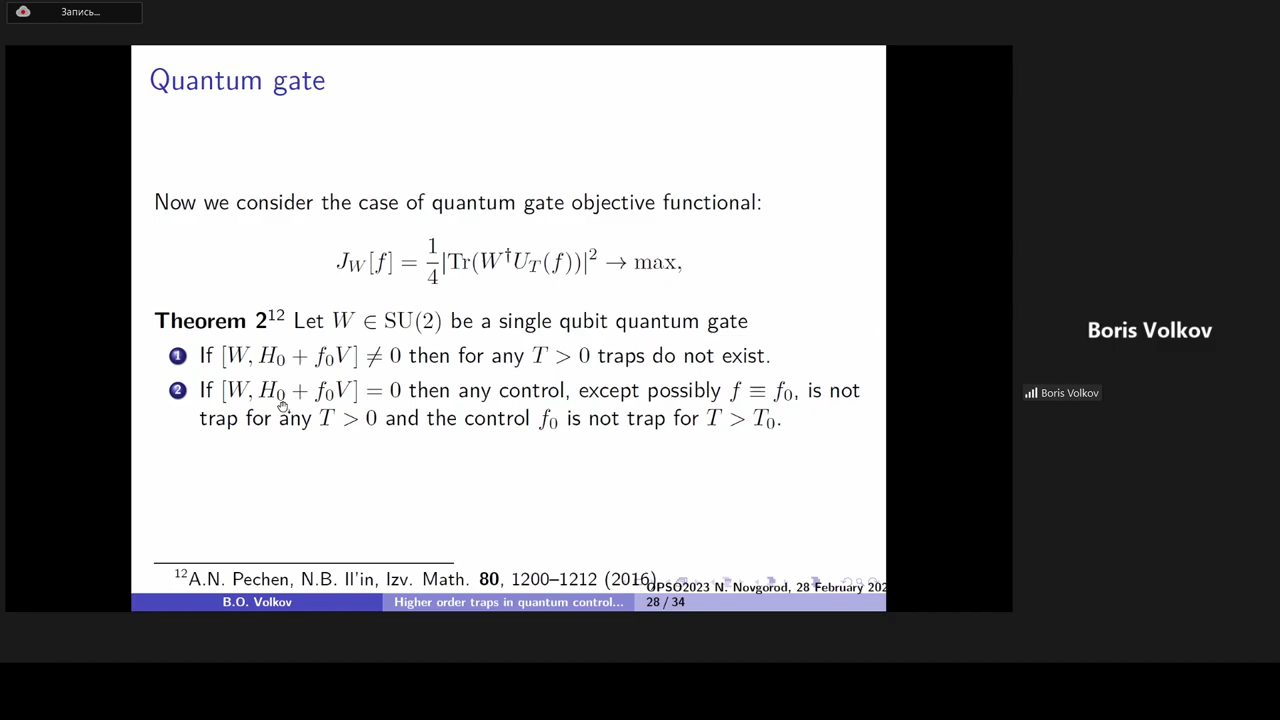 Запись...
Quantum gate
Now we consider the case of quantum gate objective functional:
J_W[f] = \frac{1}{4}|Tr(W^†U_T(f))|^2 → max,
Theorem 2^{12} Let W ∈ SU(2) be a single qubit quantum gate
1 If [W, H_0 + f_0V] ≠ 0 then for any T > 0 traps do not exist.
2 If [W, H_0 + f_0V] = 0 then any control, except possibly f ≡ f_0, is not
trap for any T > 0 and the control f_0 is not trap for T > T_0.
^{12}A.N. Pechen, N.B. Il'in, Izv. Math. 80, 1200–1212 (2016)
OPSO2023 N. Novgorod, 28 February 202
B.O. Volkov
Higher order traps in quantum control...
28 / 34
Boris Volkov
Boris Volkov